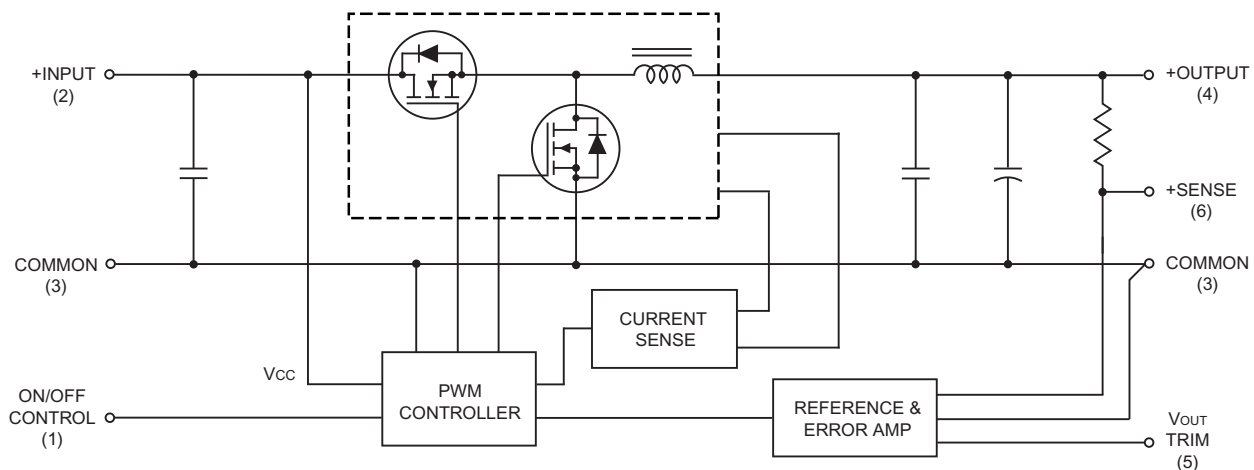 +INPUT
(2)
COMMON
(3)
VCC
ON/OFF
CONTROL
(1)
PWM
CONTROLLER
CURRENT
SENSE
REFERENCE &
ERROR AMP
+OUTPUT
(4)
+SENSE
(6)
COMMON
(3)
VOUT
TRIM
(5)